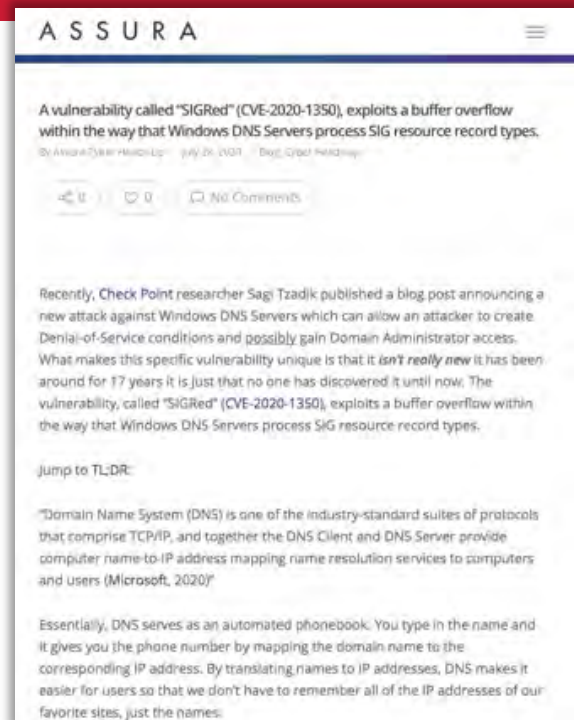 ASSURA
A vulnerability called "SIGRed" (CVE-2020-1350), exploits a buffer overflow
within the way that Windows DNS Servers process SIG resource record types.
By Assura Cyber Heads Up July 2020 Blog, Cyber Heads-up
0 0 No Comments
Recently, Check Point researcher Sagi Tzadik published a blog post announcing a
new attack against Windows DNS Servers which can allow an attacker to create
Denial-of-Service conditions and possibly gain Domain Administrator access.
What makes this specific vulnerability unique is that it isn't really new it has been
around for 17 years it is just that no one has discovered it until now. The
vulnerability, called "SIGRed" (CVE-2020-1350), exploits a buffer overflow within
the way that Windows DNS Servers process SIG resource record types.
Jump to TL;DR:
"Domain Name System (DNS) is one of the industry-standard suites of protocols
that comprise TCP/IP, and together the DNS Client and DNS Server provide
computer name-to-IP address mapping name resolution services to computers
and users (Microsoft, 2020)"
Essentially, DNS serves as an automated phonebook. You type in the name and
it gives you the phone number by mapping the domain name to the
corresponding IP address. By translating names to IP addresses, DNS makes it
easier for users so that we don't have to remember all of the IP addresses of our
favorite sites, just the names.